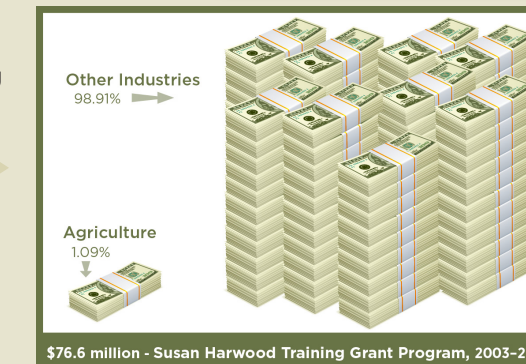 Other Industries
98.91%
Agriculture
1.09%
$76.6 million - Susan Harwood Training Grant Program, 2003–2